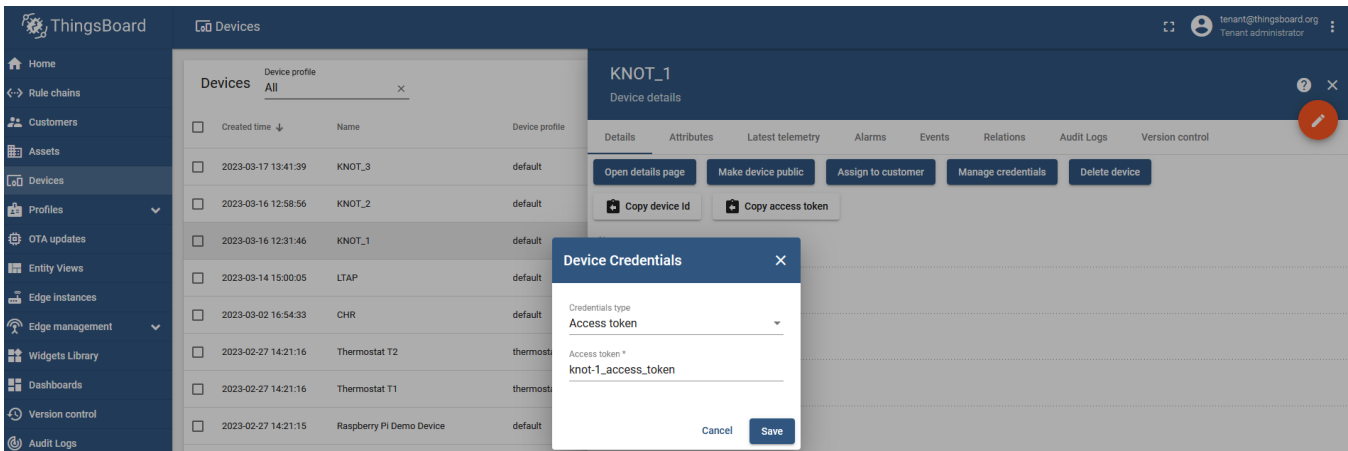 ThingsBoard
Devices
tenant@thingsboard.org
Tenant administrator
Home
Rule chains
Customers
Assets
Devices
Profiles
OTA updates
Entity Views
Edge instances
Edge management
Widgets Library
Dashboards
Version control
Audit Logs
Devices
Device profile
All
Created time Name Device profile
2023-03-17 13:41:39 KNOT_3 default
2023-03-16 12:58:56 KNOT_2 default
2023-03-16 12:31:46 KNOT_1 default
2023-03-14 15:00:05 LTAP default
2023-03-02 16:54:33 CHR default
2023-02-27 14:21:16 Thermostat T2 thermost
2023-02-27 14:21:16 Thermostat T1 thermost
2023-02-27 14:21:15 Raspberry Pi Demo Device default
KNOT_1
Device details
Details Attributes Latest telemetry Alarms Events Relations Audit Logs Version control
Open details page Make device public Assign to customer Manage credentials Delete device
Copy device Id Copy access token
Device Credentials
Credentials type
Access token
Access token *
knot-1_access_token
Cancel Save